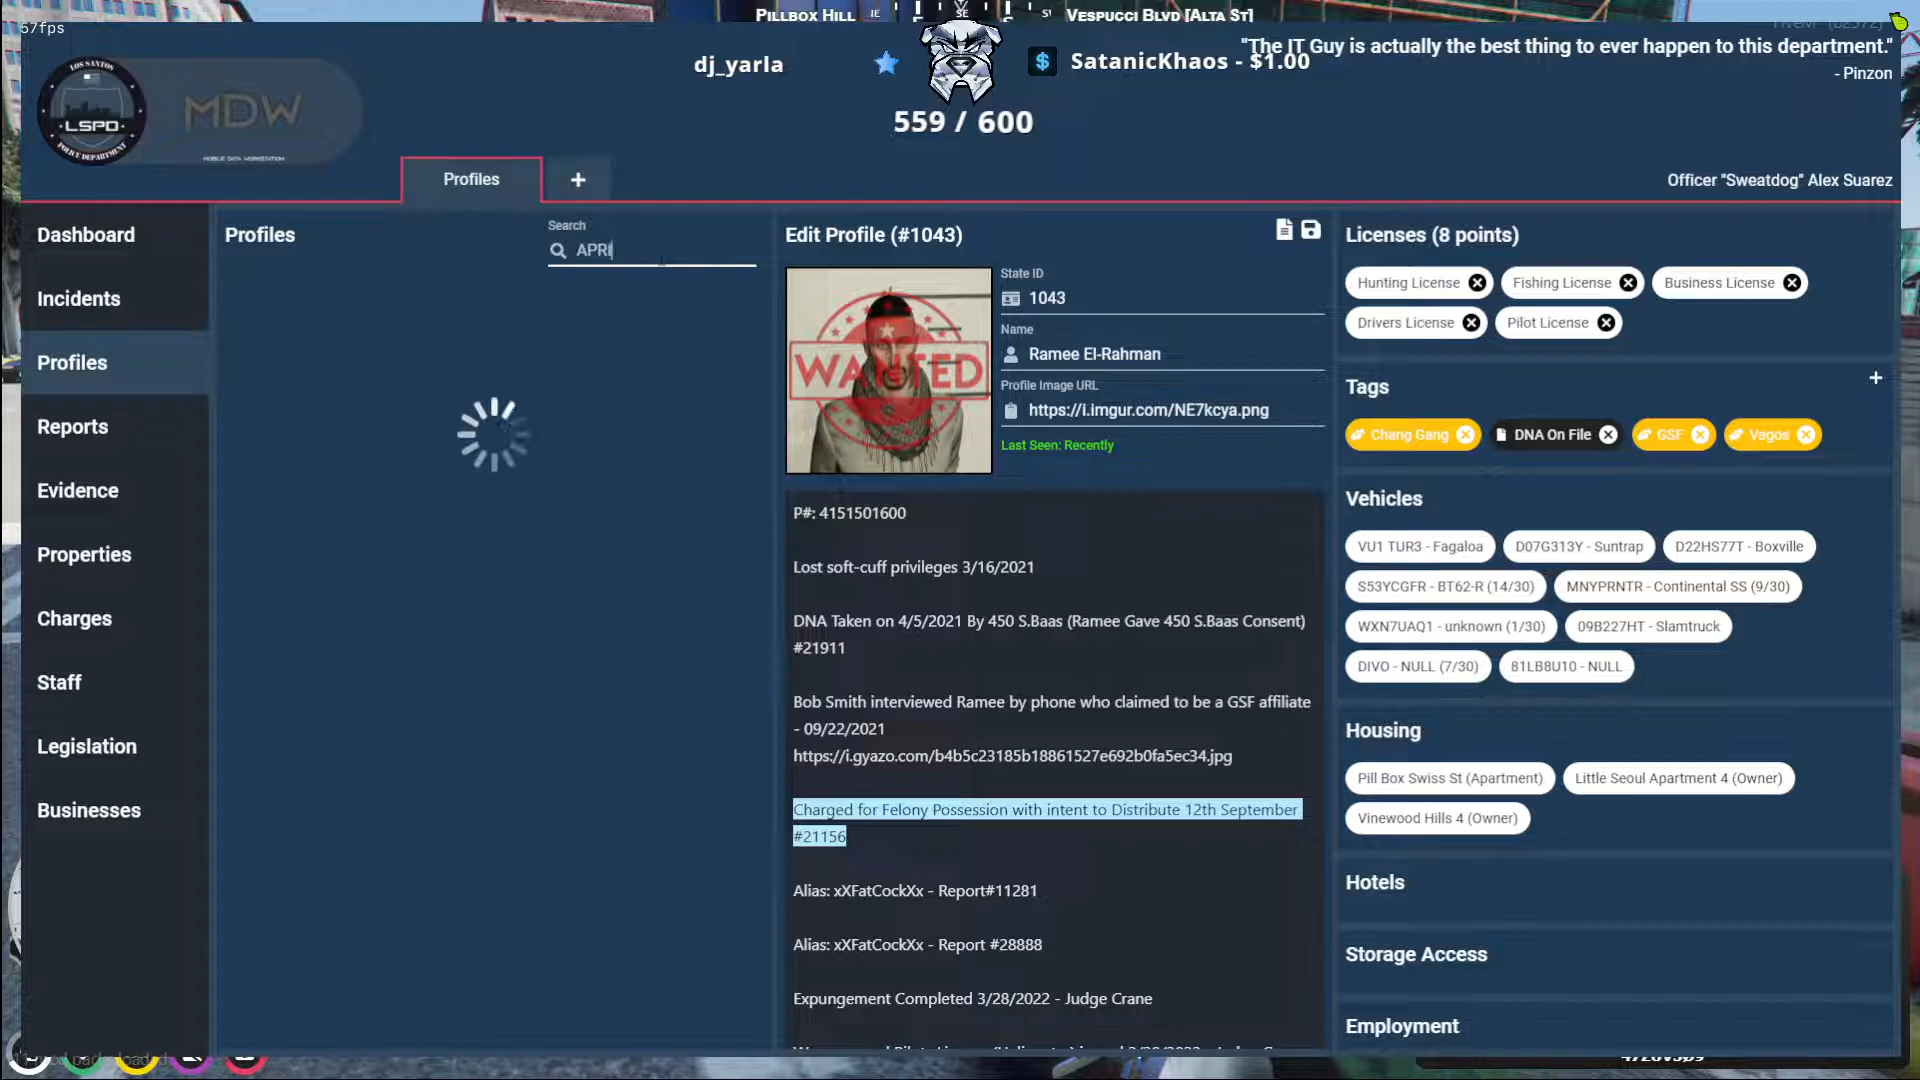 57fps
PILLBOX HILL
IE
SE
VESPUCCI BLVD [ALTA ST]
dj_yarla
SatanicKhaos - $1.00
"The IT Guy is actually the best thing to ever happen to this department."
- Pinzon
LOS SANTOS
LSPD
POLICE DEPARTMENT
MDW
MOBILE DATA WORKSTATION
559 / 600
Profiles
+
Officer "Sweatdog" Alex Suarez
Dashboard
Incidents
Profiles
Reports
Evidence
Properties
Charges
Staff
Legislation
Businesses
Profiles
Search
APRI
Edit Profile (#1043)
WANTED
State ID
1043
Name
Ramee El-Rahman
Profile Image URL
https://i.imgur.com/NE7kcya.png
Last Seen: Recently
P#: 4151501600
Lost soft-cuff privileges 3/16/2021
DNA Taken on 4/5/2021 By 450 S.Baas (Ramee Gave 450 S.Baas Consent)
#21911
Bob Smith interviewed Ramee by phone who claimed to be a GSF affiliate
- 09/22/2021
https://i.gyazo.com/b4b5c23185b18861527e692b0fa5ec34.jpg
Charged for Felony Possession with intent to Distribute 12th September
#21156
Alias: xXFatCockXx - Report#11281
Alias: xXFatCockXx - Report #28888
Expungement Completed 3/28/2022 - Judge Crane
Licenses (8 points)
Hunting License
Fishing License
Business License
Drivers License
Pilot License
Tags
+
Chang Gang
DNA On File
GSF
Vagos
Vehicles
VU1 TUR3 - Fagaloa
D07G313Y - Suntrap
D22HS77T - Boxville
S53YCGFR - BT62-R (14/30)
MNYPRNTR - Continental SS (9/30)
WXN7UAQ1 - unknown (1/30)
09B227HT - Slamtruck
DIVO - NULL (7/30)
81LB8U10 - NULL
Housing
Pill Box Swiss St (Apartment)
Little Seoul Apartment 4 (Owner)
Vinewood Hills 4 (Owner)
Hotels
Storage Access
Employment